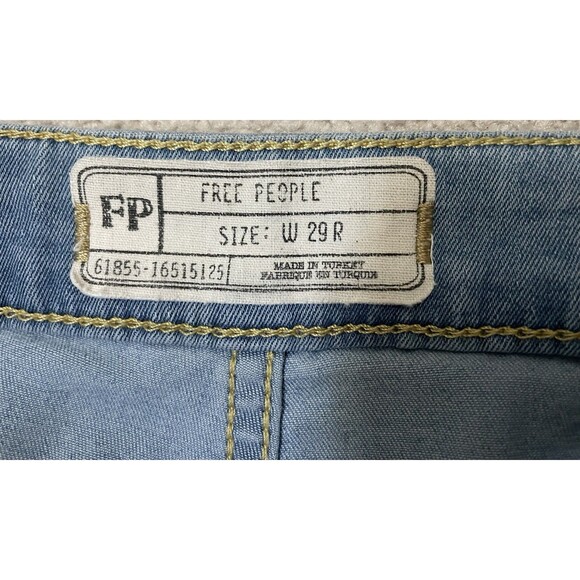 FP
FREE PEOPLE
SIZE: W 29 R
61855-16515125
MADE IN TURKEY
FABRIQUE EN TURQUIE